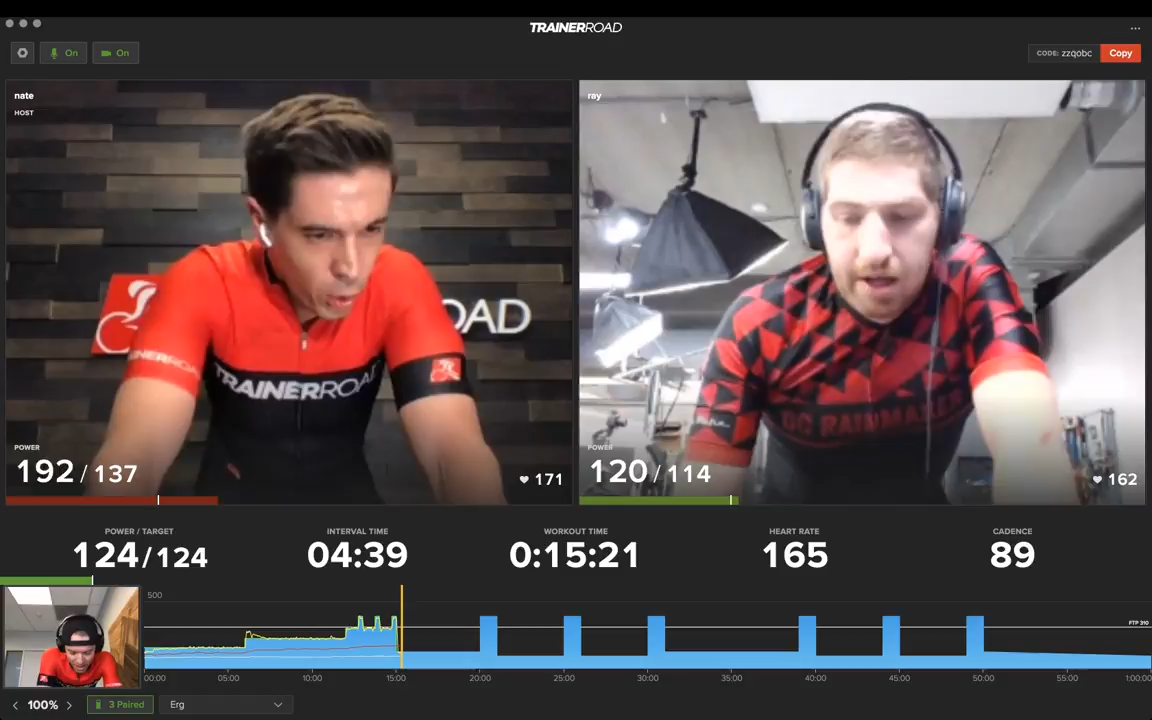 TRAINERROAD
On
On
CODE: zzqobc
Copy
nate
HOST
ray
TRAINERROAD
OAD
TRAINERROAD
DC RAINMAKER
POWER
192 / 137
171
POWER
120 / 114
162
POWER / TARGET
INTERVAL TIME
WORKOUT TIME
HEART RATE
CADENCE
124/124
04:39
0:15:21
165
89
500
FTP 310
00:00
05:00
10:00
15:00
20:00
25:00
30:00
35:00
40:00
45:00
50:00
55:00
1:00:00
100%
3 Paired
Erg